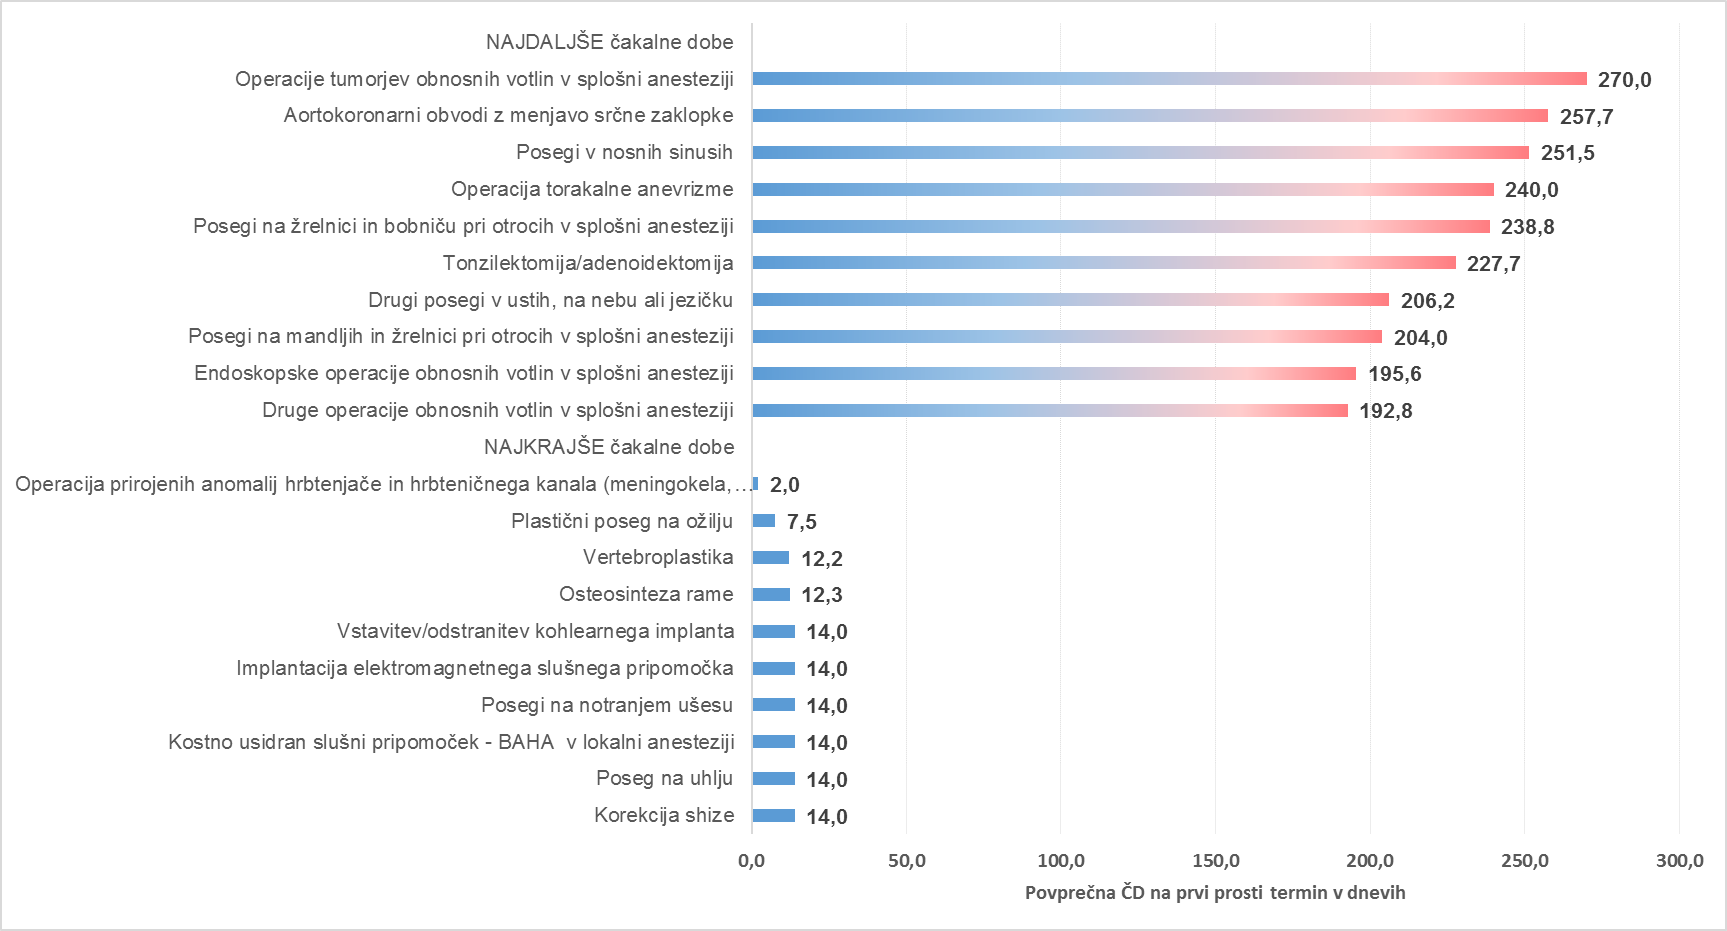 NAJDALJŠE čakalne dobe
Operacije tumorjev obnosnih votlin v splošni anesteziji 270,0
Aortokoronarni obvodi z menjavo srčne zaklopke 257,7
Posegi v nosnih sinusih 251,5
Operacija torakalne anevrizme 240,0
Posegi na žrelnici in bobniču pri otrocih v splošni anesteziji 238,8
Tonzilektomija/adenoidektomija 227,7
Drugi posegi v ustih, na nebu ali jezičku 206,2
Posegi na mandljih in žrelnici pri otrocih v splošni anesteziji 204,0
Endoskopske operacije obnosnih votlin v splošni anesteziji 195,6
Druge operacije obnosnih votlin v splošni anesteziji 192,8
NAJKRAJŠE čakalne dobe
Operacija prirojenih anomalij hrbtenjače in hrbteničnega kanala (meningokela,… 2,0
Plastični poseg na ožilju 7,5
Vertebroplastika 12,2
Osteosinteza rame 12,3
Vstavitev/odstranitev kohlearnega implanta 14,0
Implantacija elektromagnetnega slušnega pripomočka 14,0
Posegi na notranjem ušesu 14,0
Kostno usidran slušni pripomoček - BAHA  v lokalni anesteziji 14,0
Poseg na uhlju 14,0
Korekcija shize 14,0
0,0 50,0 100,0 150,0 200,0 250,0 300,0
Povprečna ČD na prvi prosti termin v dnevih